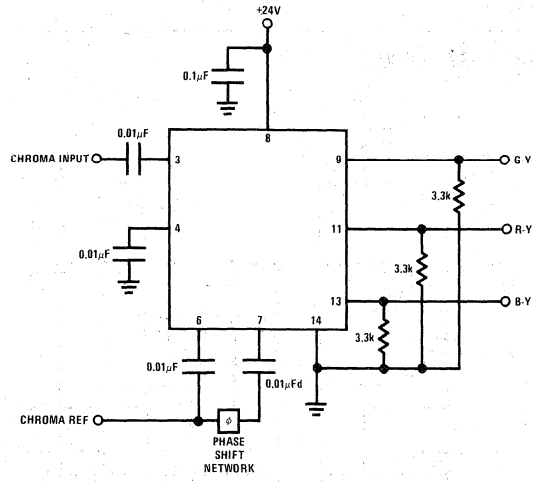 +24V
0.1μF
0.01μF
8
CHROMA INPUT
3
9
G Y
3.3k
4
11
R-Y
0.01μF
3.3k
13
B-Y
6
7
14
3.3k
0.01μF
0.01μFd
CHROMA REF
ϕ
PHASE
SHIFT
NETWORK